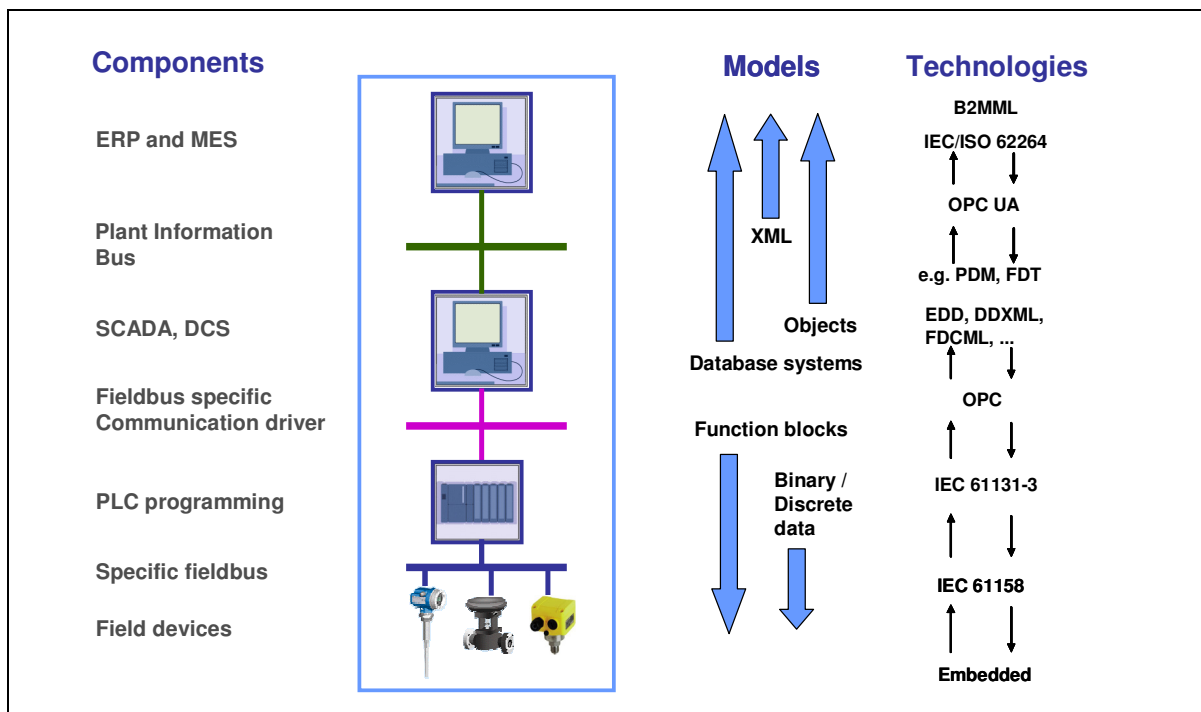 Components
ERP and MES
Plant Information
Bus
SCADA, DCS
Fieldbus specific
Communication driver
PLC programming
Specific fieldbus
Field devices
Models
XML
Objects
Database systems
Function blocks
Binary /
Discrete
data
Technologies
B2MML
IEC/ISO 62264
OPC UA
e.g. PDM, FDT
EDD, DDXML,
FDCML, ...
OPC
IEC 61131-3
IEC 61158
Embedded